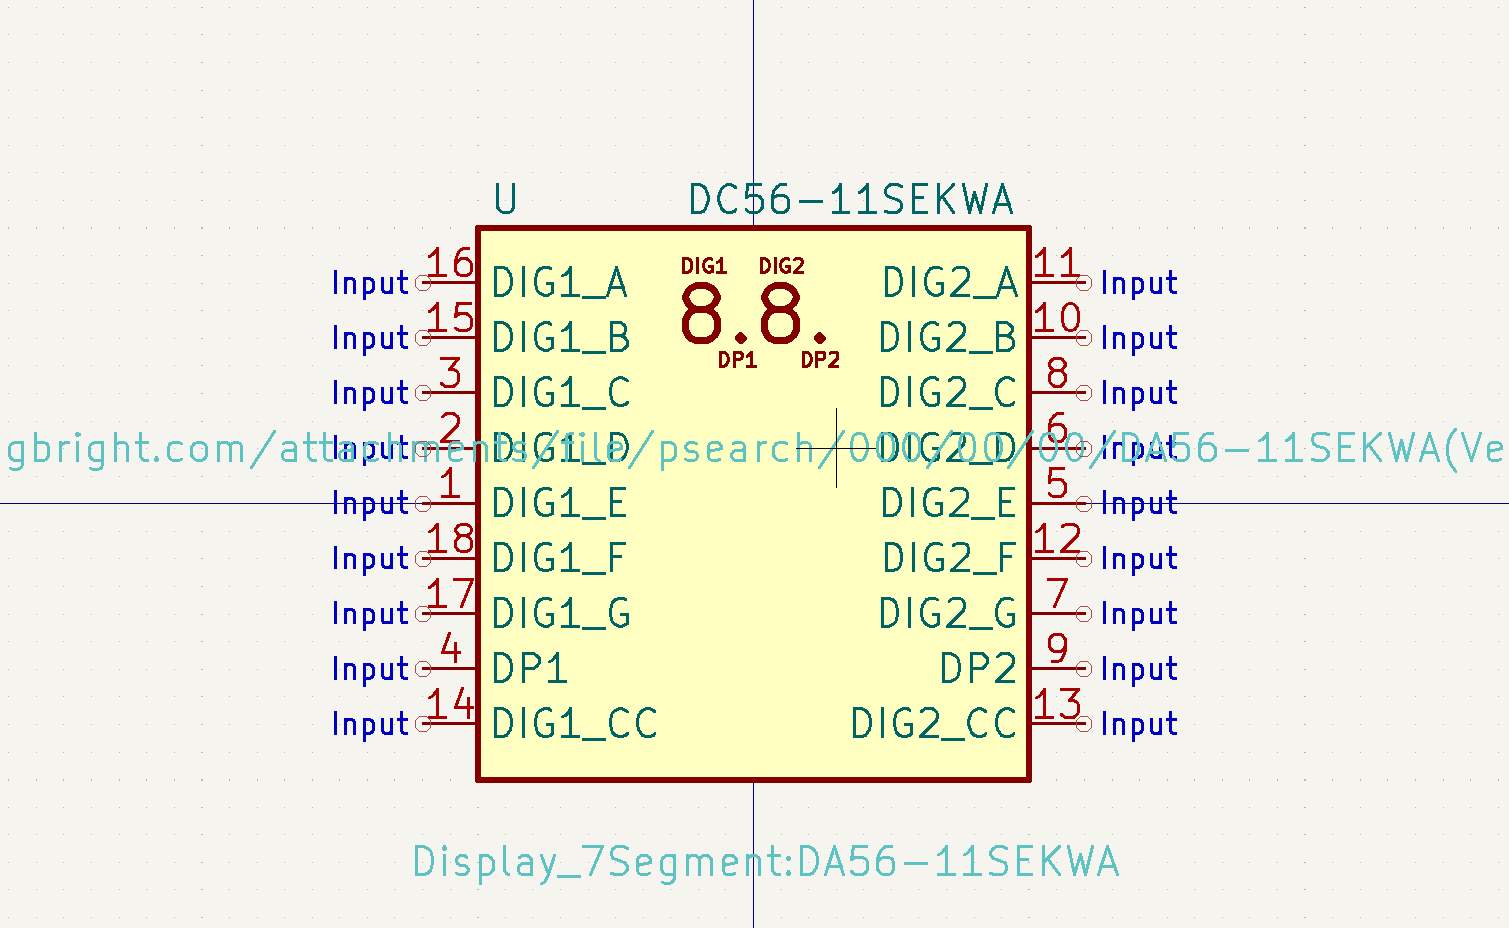 U DC56-11SEKWA
DIG1 DIG2
Input 16 DIG1_A 8.8. DIG2_A 11 Input
Input 15 DIG1_B DIG2_B 10 Input
DP1 DP2
Input 3 DIG1_C DIG2_C 8 Input
Input 2 DIG1_D DIG2_D 6 Input
gbright.com/attachments/file/psearch/000/00/00/DA56-11SEKWA(Ve
Input 1 DIG1_E DIG2_E 5 Input
Input 18 DIG1_F DIG2_F 12 Input
Input 17 DIG1_G DIG2_G 7 Input
Input 4 DP1 DP2 9 Input
Input 14 DIG1_CC DIG2_CC 13 Input
Display_7Segment:DA56-11SEKWA